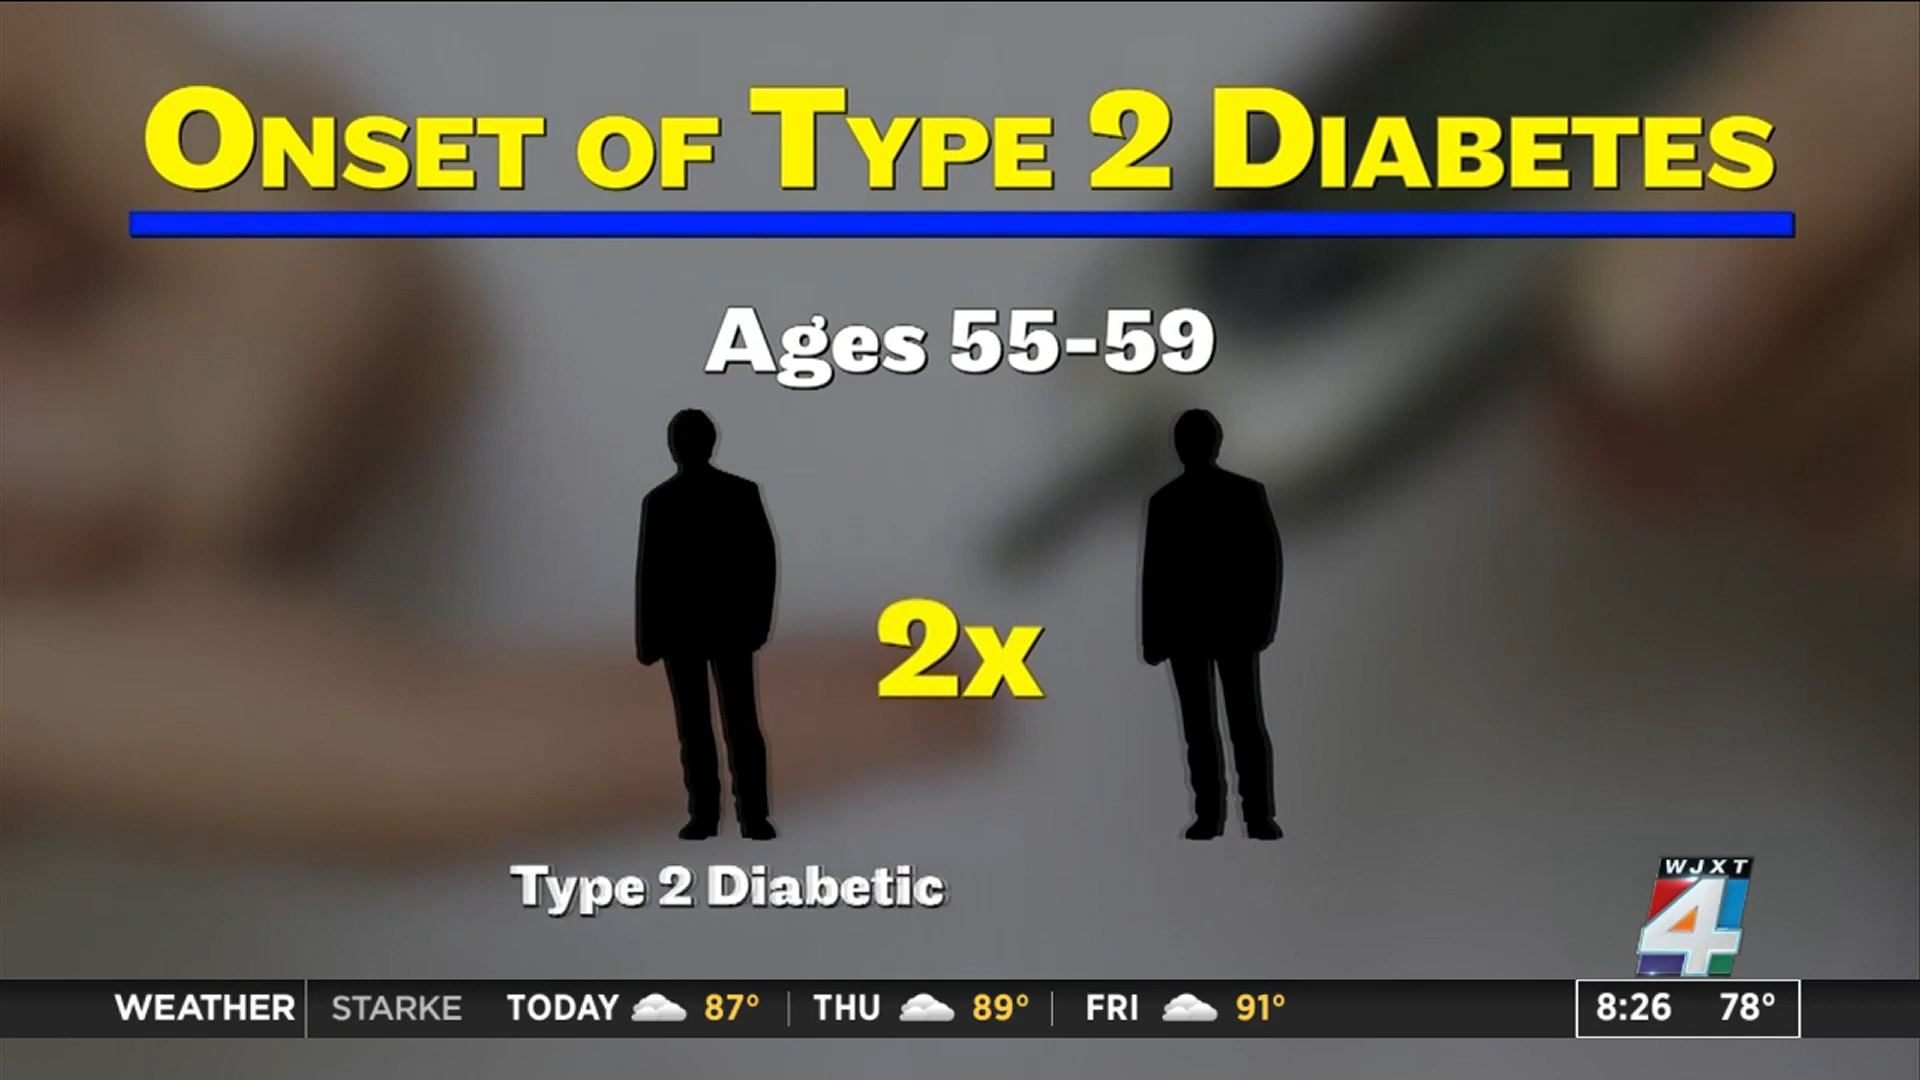 ONSET OF TYPE 2 DIABETES
Ages 55-59
2x
Type 2 Diabetic
WJXT
4
WEATHER STARKE TODAY 87° THU 89° FRI 91° 8:26 78°